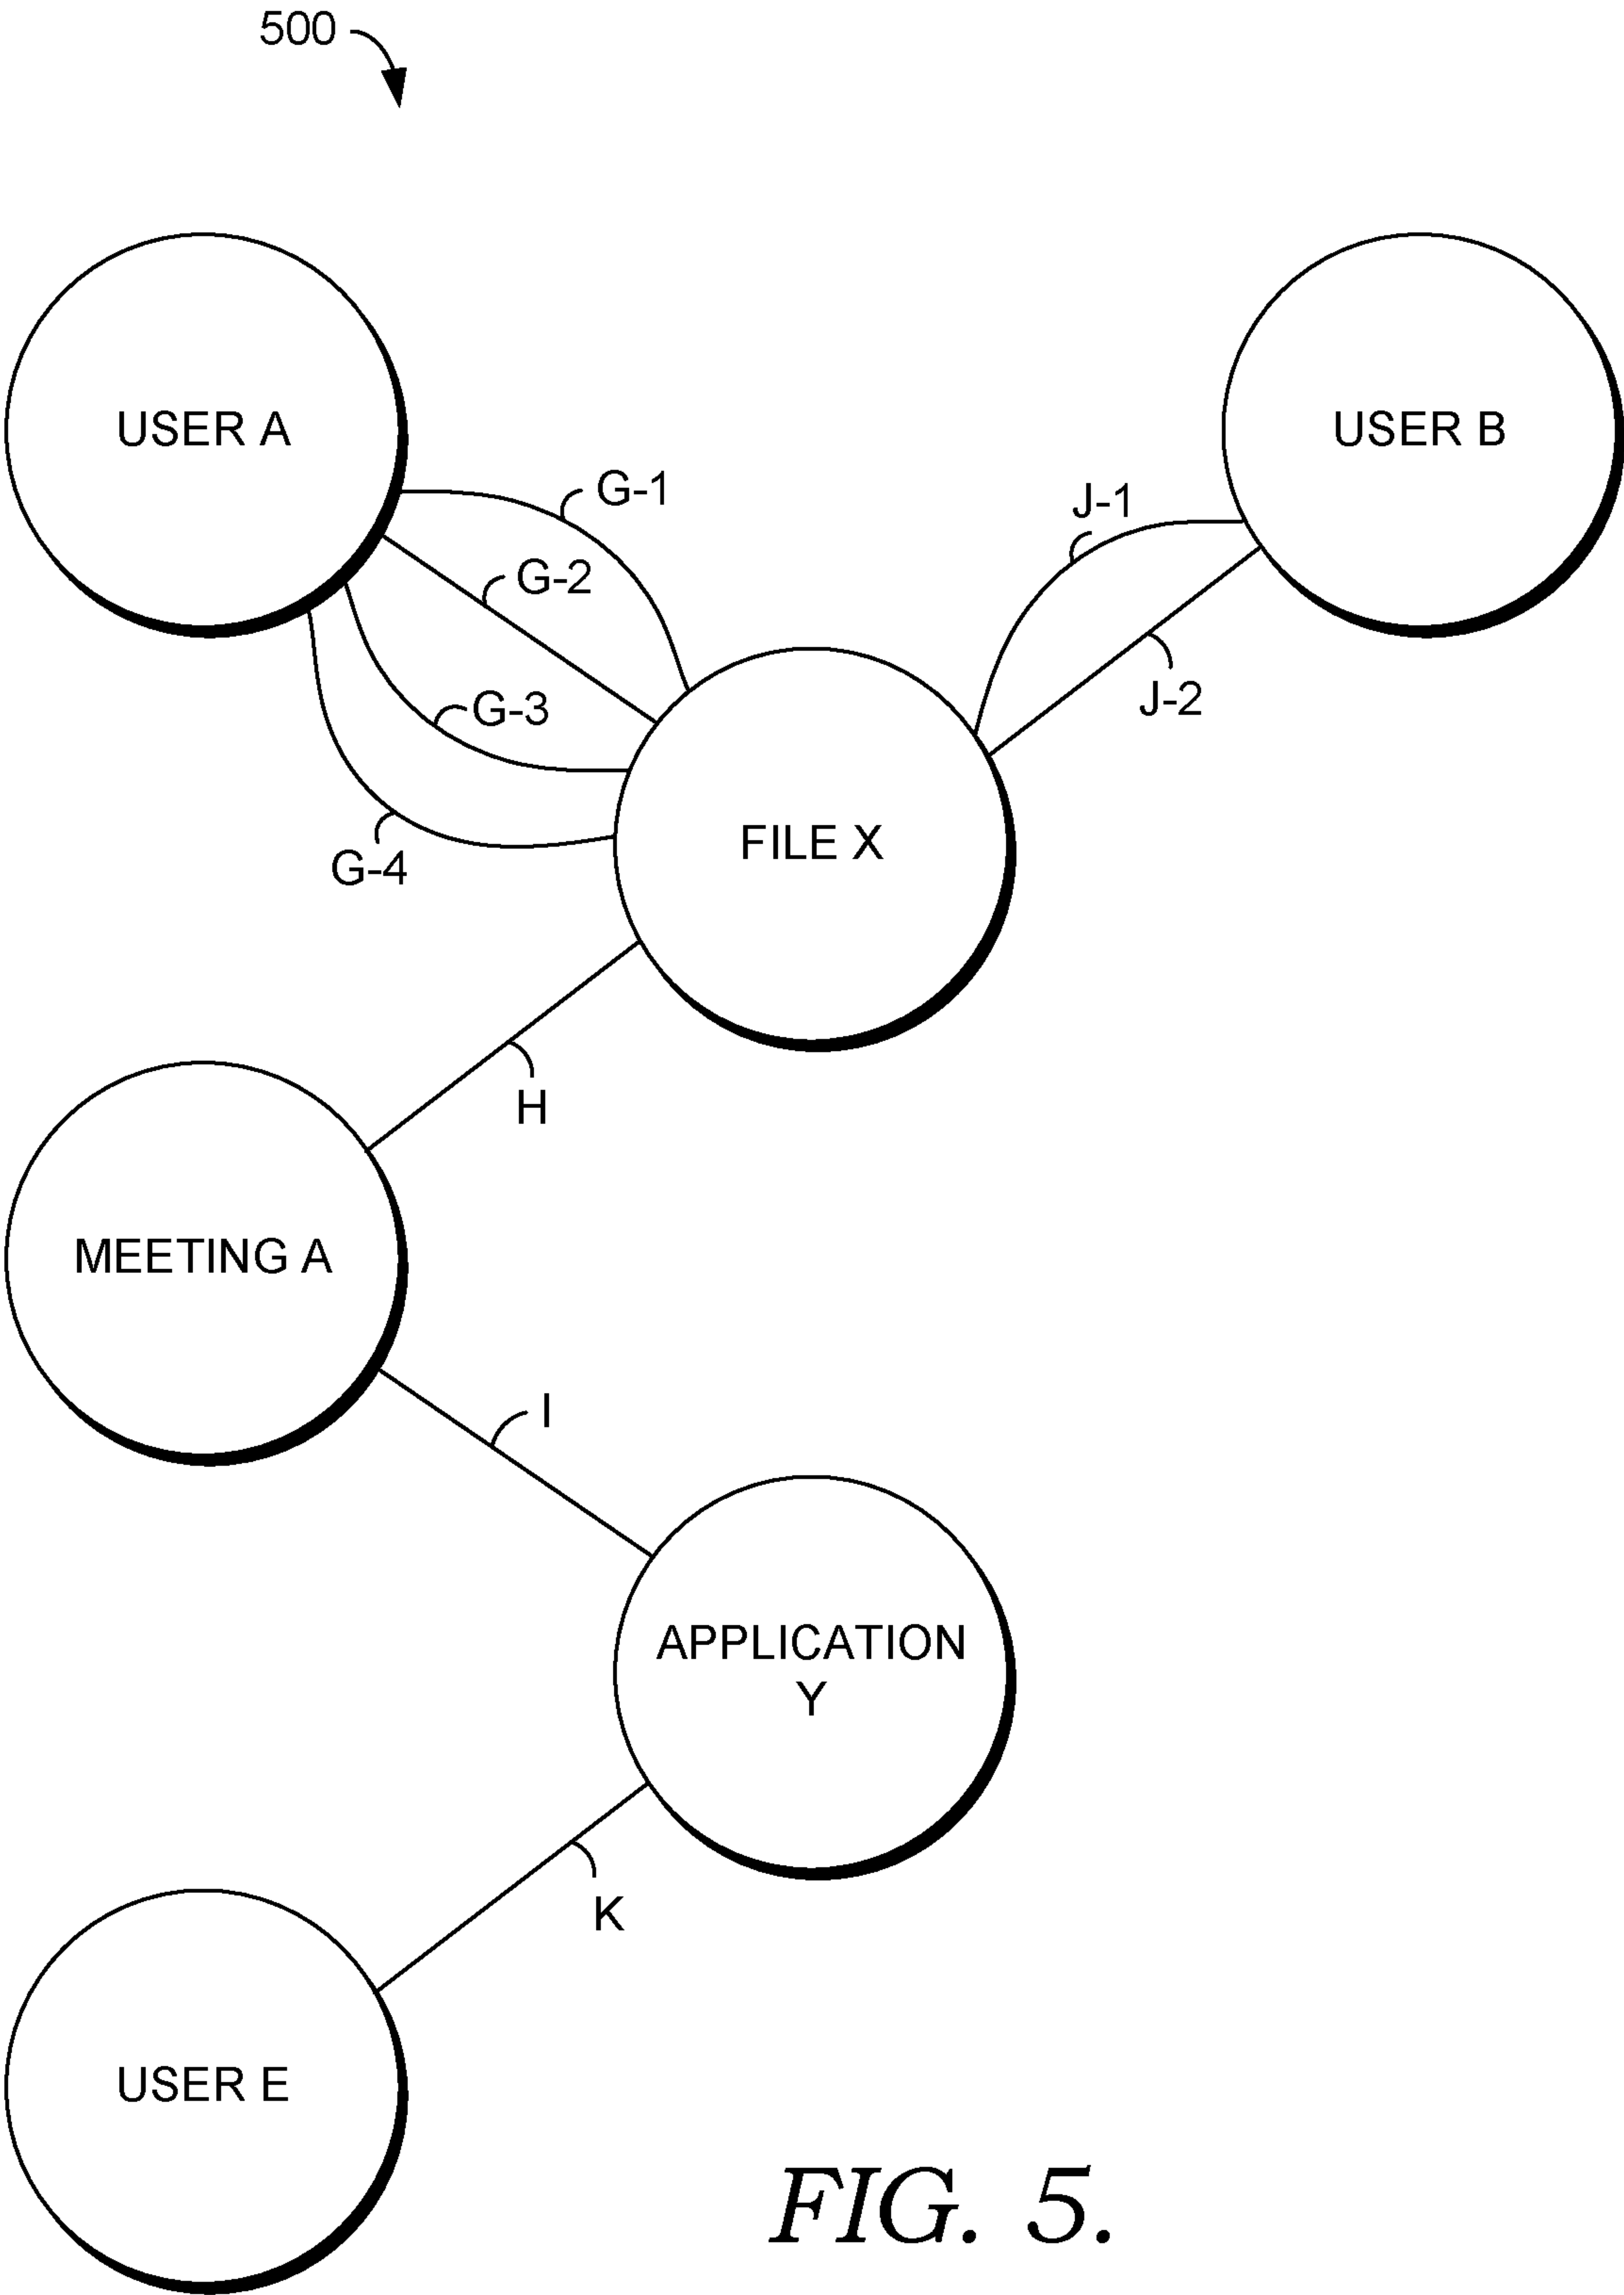 500
USER A
USER B
G-1
J-1
G-2
J-2
G-3
FILE X
G-4
H
MEETING A
I
APPLICATION
Y
K
USER E
FIG. 5.